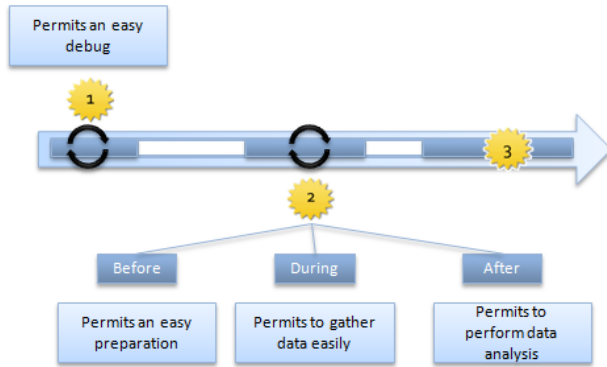 Permits an easy
debug
1
3
2
Before
During
After
Permits an easy
preparation
Permits to gather
data easily
Permits to
perform data
analysis